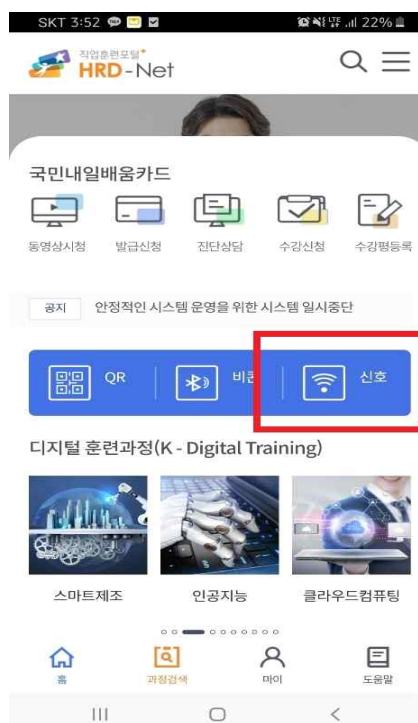 SKT 3:52 22%
직업훈련포털
HRD-Net
국민내일배움카드
동영상시청 발급신청 진단상담 수강신청 수강평등록
공지 안정적인 시스템 운영을 위한 시스템 일시중단
QR 비콘 신호
디지털 훈련과정(K - Digital Training)
스마트제조 인공지능 클라우드컴퓨팅
홈 과정검색 마이 도움말